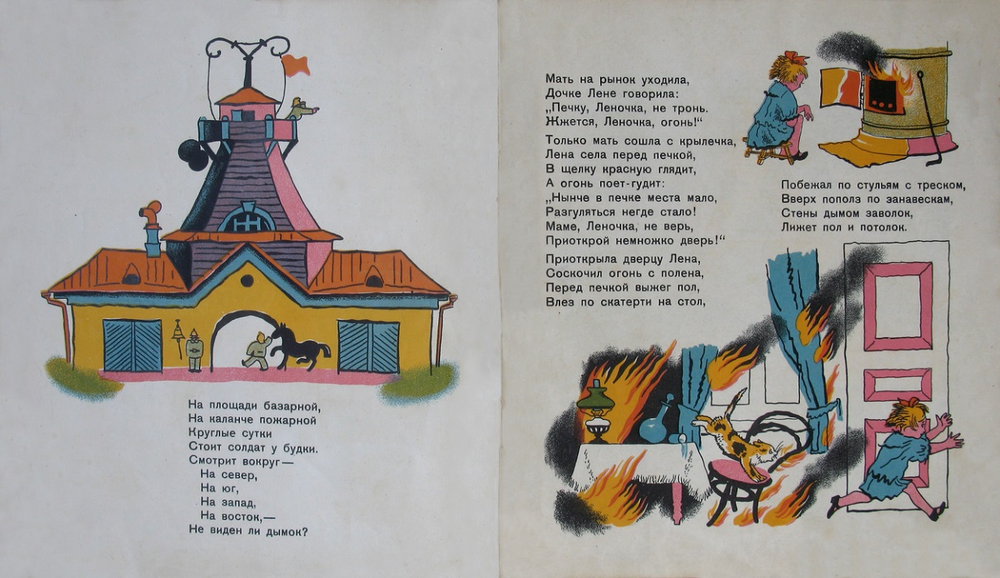 На площади базарной,
На каланче пожарной
Круглые сутки
Стоит солдат у будки.
Смотрит вокруг—
На север,
На юг,
На запад,
На восток,—
Не виден ли дымок?
Мать на рынок уходила,
Дочке Лене говорила:
„Печку, Леночка, не тронь.
Жжется, Леночка, огонь!“
Только мать сошла с крылечка,
Лена села перед печкой,
В щелку красную глядит,
А огонь поет-гудит:
„Нынче в печке места мало,
Разгуляться негде стало!
Маме, Леночка, не верь,
Приоткрой немножко дверь!“
Приоткрыла дверцу Лена,
Соскочил огонь с полена,
Перед печкой выжег пол,
Влез по скатерти на стол,
Побежал по стульям с треском,
Вверх пополз по занавескам,
Стены дымом заволок,
Лижет пол и потолок.